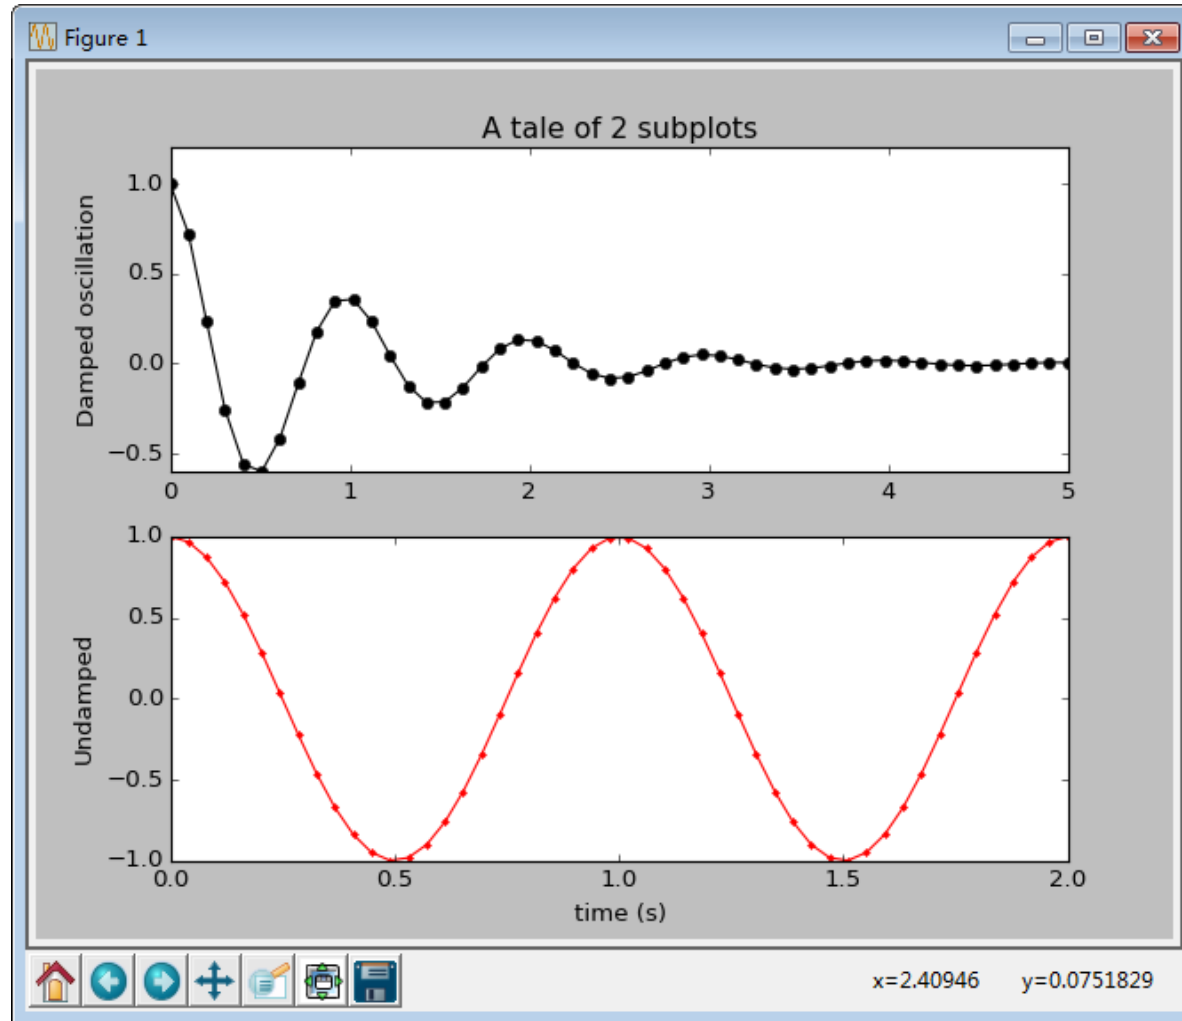 Figure 1
A tale of 2 subplots
Damped oscillation
1.0
0.5
0.0
−0.5
0 1 2 3 4 5
Undamped
1.0
0.5
0.0
−0.5
−1.0
0.0 0.5 1.0 1.5 2.0
time (s)
x=2.40946 y=0.0751829